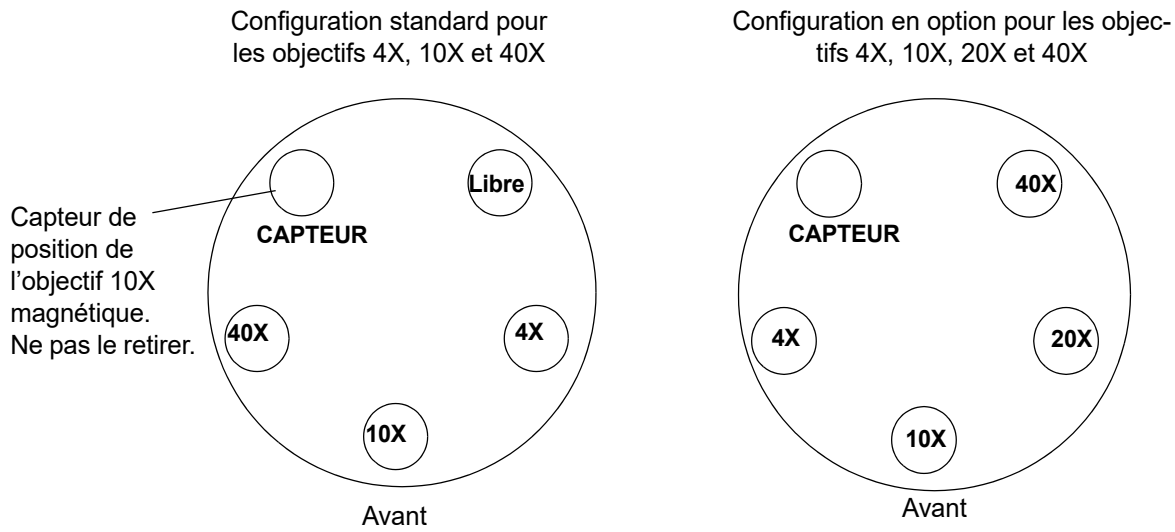 Configuration standard pour
les objectifs 4X, 10X et 40X
Capteur de
position de
l’objectif 10X
magnétique.
Ne pas le retirer.
Libre
CAPTEUR
40X
4X
10X
Avant
Configuration en option pour les objec-
tifs 4X, 10X, 20X et 40X
40X
CAPTEUR
4X
20X
10X
Avant